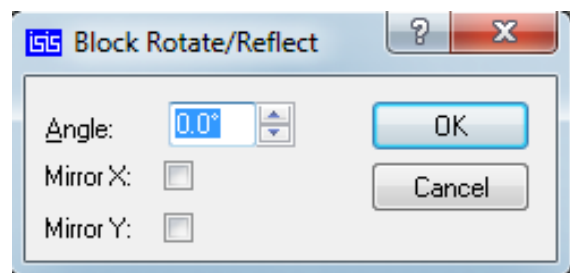 isis Block Rotate/Reflect ? X
Angle: 0.0° OK
Mirror X: Cancel
Mirror Y: